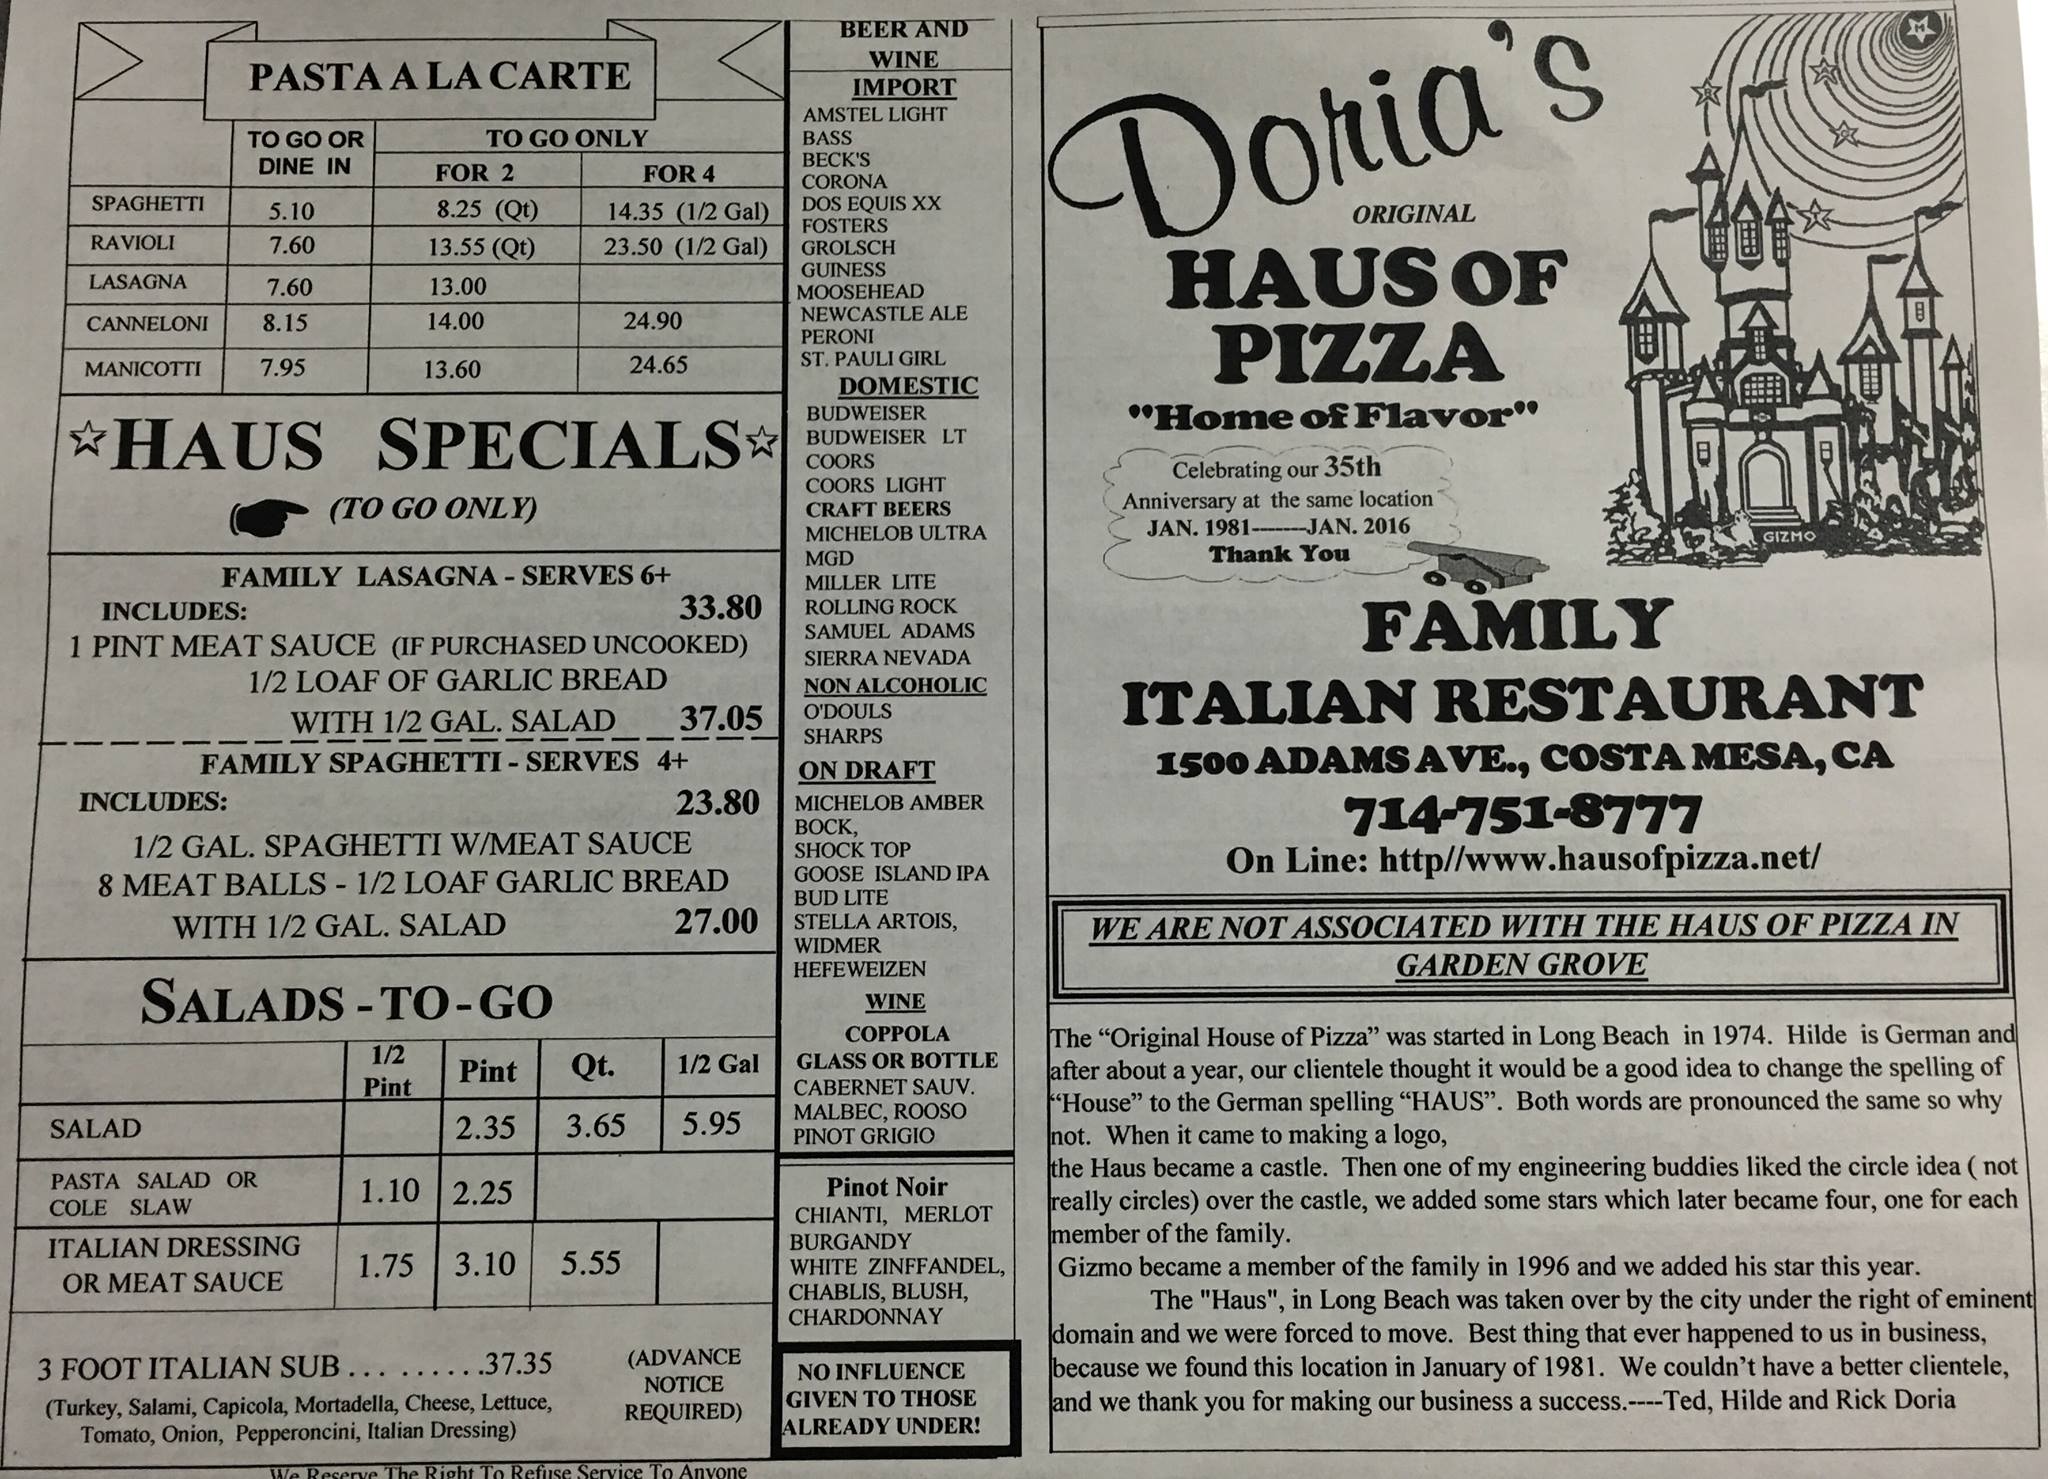 PASTA A LA CARTE
TO GO OR DINE IN TO GO ONLY
FOR 2 FOR 4
SPAGHETTI 5.10 8.25 (Qt) 14.35 (1/2 Gal)
RAVIOLI 7.60 13.55 (Qt) 23.50 (1/2 Gal)
LASAGNA 7.60 13.00
CANNELONI 8.15 14.00 24.90
MANICOTTI 7.95 13.60 24.65
HAUS SPECIALS
(TO GO ONLY)
FAMILY LASAGNA - SERVES 6+
INCLUDES: 33.80
1 PINT MEAT SAUCE (IF PURCHASED UNCOOKED)
1/2 LOAF OF GARLIC BREAD
WITH 1/2 GAL. SALAD 37.05
FAMILY SPAGHETTI - SERVES 4+
INCLUDES: 23.80
1/2 GAL. SPAGHETTI W/MEAT SAUCE
8 MEAT BALLS - 1/2 LOAF GARLIC BREAD
WITH 1/2 GAL. SALAD 27.00
SALADS - TO - GO
1/2 Pint Pint Qt. 1/2 Gal
SALAD 2.35 3.65 5.95
PASTA SALAD OR
COLE SLAW 1.10 2.25
ITALIAN DRESSING
OR MEAT SAUCE 1.75 3.10 5.55
3 FOOT ITALIAN SUB . . . . . . . . .37.35
(Turkey, Salami, Capicola, Mortadella, Cheese, Lettuce,
Tomato, Onion, Pepperoncini, Italian Dressing)
(ADVANCE
NOTICE
REQUIRED)
We Reserve The Right To Refuse Service To Anyone
BEER AND
WINE
IMPORT
AMSTEL LIGHT
BASS
BECK'S
CORONA
DOS EQUIS XX
FOSTERS
GROLSCH
GUINESS
MOOSEHEAD
NEWCASTLE ALE
PERONI
ST. PAULI GIRL
DOMESTIC
BUDWEISER
BUDWEISER LT
COORS
COORS LIGHT
CRAFT BEERS
MICHELOB ULTRA
MGD
MILLER LITE
ROLLING ROCK
SAMUEL ADAMS
SIERRA NEVADA
NON ALCOHOLIC
O'DOULS
SHARPS
ON DRAFT
MICHELOB AMBER
BOCK,
SHOCK TOP
GOOSE ISLAND IPA
BUD LITE
STELLA ARTOIS,
WIDMER
HEFEWEIZEN
WINE
COPPOLA
GLASS OR BOTTLE
CABERNET SAUV.
MALBEC, ROOSO
PINOT GRIGIO
Pinot Noir
CHIANTI, MERLOT
BURGANDY
WHITE ZINFFANDEL,
CHABLIS, BLUSH,
CHARDONNAY
NO INFLUENCE
GIVEN TO THOSE
ALREADY UNDER!
Doria's
ORIGINAL
HAUS OF
PIZZA
"Home of Flavor"
Celebrating our 35th
Anniversary at the same location
JAN. 1981-------JAN. 2016
Thank You
M
R
T
GIZMO
FAMILY
ITALIAN RESTAURANT
1500 ADAMS AVE., COSTA MESA, CA
714-751-8777
On Line: http//www.hausofpizza.net/
WE ARE NOT ASSOCIATED WITH THE HAUS OF PIZZA IN
GARDEN GROVE
The “Original House of Pizza” was started in Long Beach in 1974. Hilde is German and
after about a year, our clientele thought it would be a good idea to change the spelling of
“House” to the German spelling “HAUS”. Both words are pronounced the same so why
not. When it came to making a logo,
the Haus became a castle. Then one of my engineering buddies liked the circle idea ( not
really circles) over the castle, we added some stars which later became four, one for each
member of the family.
Gizmo became a member of the family in 1996 and we added his star this year.
The "Haus", in Long Beach was taken over by the city under the right of eminent
domain and we were forced to move. Best thing that ever happened to us in business,
because we found this location in January of 1981. We couldn’t have a better clientele,
and we thank you for making our business a success.----Ted, Hilde and Rick Doria